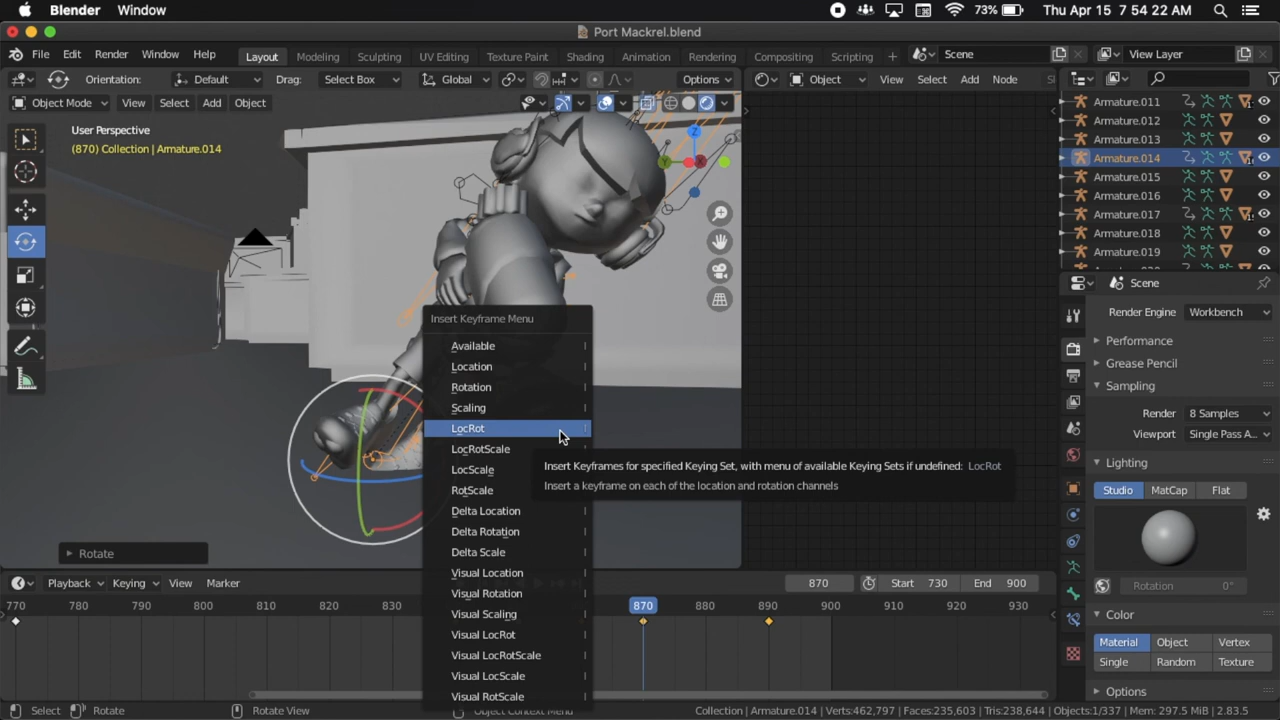 Blender Window 73% Thu Apr 15 7 54 22 AM
Port Mackrel.blend
File Edit Render Window Help Layout Modeling Sculpting UV Editing Texture Paint Shading Animation Rendering Compositing Scripting + Scene View Layer
Orientation: Default Drag: Select Box Global Options Object View Select Add Node
Object Mode View Select Add Object
User Perspective
(870) Collection | Armature.014
Z
Y
X
Armature.011
Armature.012
Armature.013
Armature.014
Armature.015
Armature.016
Armature.017
Armature.018
Armature.019
Scene
Render Engine Workbench
Performance
Grease Pencil
Sampling
Render 8 Samples
Viewport Single Pass A...
Lighting
Studio MatCap Flat
Rotation 0°
Color
Material Object Vertex
Single Random Texture
Options
Insert Keyframe Menu
Available I
Location I
Rotation I
Scaling I
LocRot I
LocRotScale I
LocScale I
RotScale I
Delta Location I
Delta Rotation I
Delta Scale I
Visual Location I
Visual Rotation I
Visual Scaling I
Visual LocRot I
Visual LocRotScale I
Visual LocScale I
Visual RotScale I
Insert Keyframes for specified Keying Set, with menu of available Keying Sets if undefined: LocRot
Insert a keyframe on each of the location and rotation channels
Rotate
Playback Keying View Marker 870 Start 730 End 900
770 780 790 800 810 820 830 870 880 890 900 910 920 930
Select Rotate Rotate View Object Context Menu Collection | Armature.014 | Verts:462,797 | Faces:235,603 | Tris:238,644 | Objects:1/337 | Mem: 297.5 MiB | 2.83.5